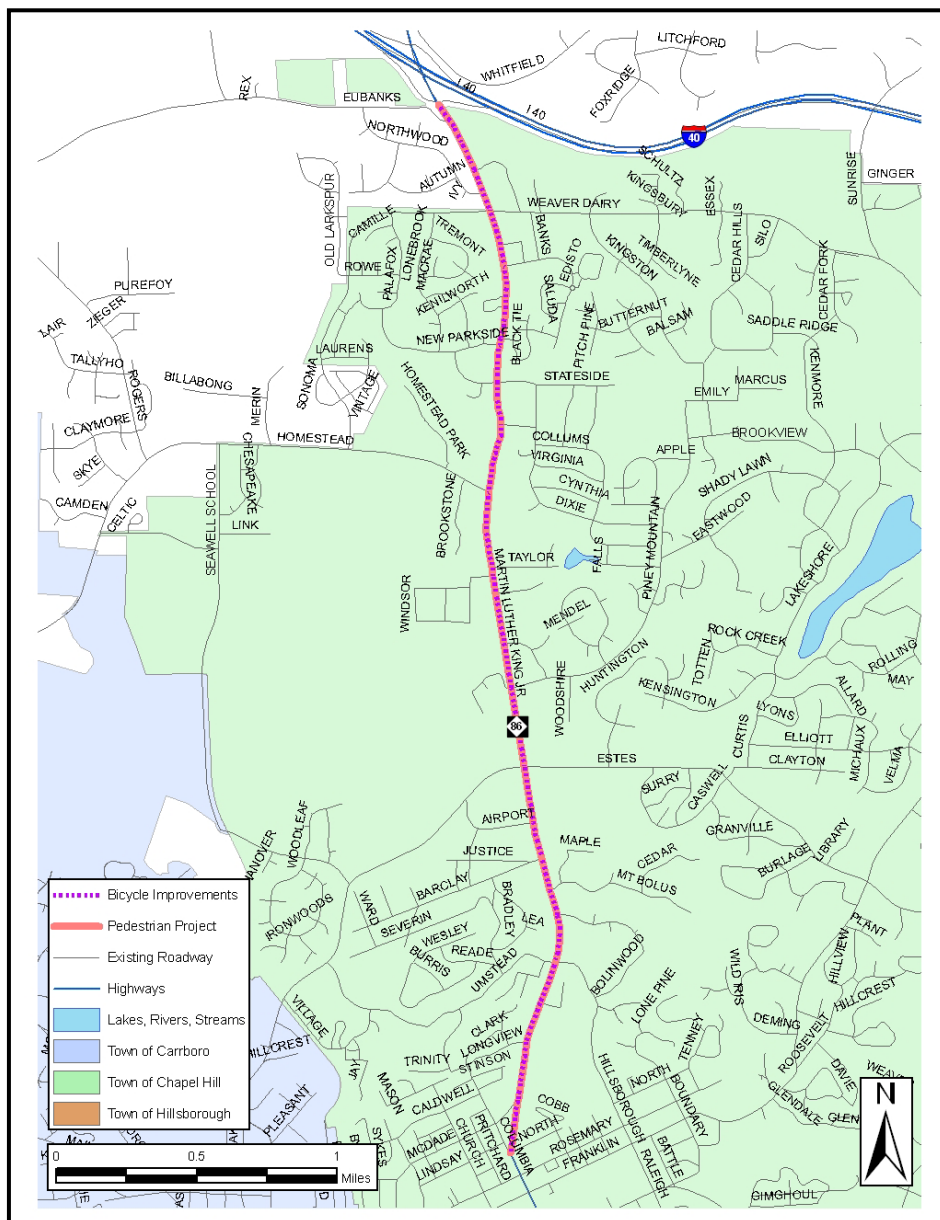 LITCHFORD
WHITFIELD
FOXRIDGE
I 40
I 40
REX
EUBANKS
40
NORTHWOOD
AUTUMN
IVY
SCHULTZ
KINGSBURY
ESSEX
SUNRISE
GINGER
OLD LARKSPUR
CAMILLE
LONEBROOK
MACRAE
TREMONT
WEAVER DAIRY
BANKS
EDISTO
KINGSTON
TIMBERLYNE
CEDAR HILLS
SILO
CEDAR FORK
ROWE
PALAFOX
KENILWORTH
SALUDA
PUREFOY
ZIEGER
LAIR
NEW PARKSIDE
BLACK TIE
PITCH PINE
BUTTERNUT
BALSAM
SADDLE RIDGE
TALLYHO
ROGERS
BILLABONG
MERIN
SONOMA
LAURENS
VINTAGE
HOMESTEAD PARK
STATESIDE
EMILY
MARCUS
KENMORE
CLAYMORE
SKYE
HOMESTEAD
CHESAPEAKE
COLLUMS
VIRGINIA
APPLE
BROOKVIEW
CAMDEN
CELTIC
SEAWELL SCHOOL
LINK
BROOKSTONE
CYNTHIA
DIXIE
SHADY LAWN
EASTWOOD
TAYLOR
FALLS
PINEY MOUNTAIN
LAKESHORE
WINDSOR
MARTIN LUTHER KING JR
MENDEL
ROCK CREEK
TOTTEN
ROLLING
MAY
WOODSHIRE
HUNTINGTON
KENSINGTON
ALLARD
LYONS
CURTIS
ELLIOTT
MICHAUX
VELMA
86
ESTES
CLAYTON
SURRY
CASWELL
AIRPORT
GRANVILLE
LIBRARY
HANOVER
WOODLEAF
JUSTICE
MAPLE
CEDAR
BURLAGE
MT BOLUS
IRONWOODS
WARD
BARCLAY
BRADLEY
LEA
PLANT
SEVERIN
WESLEY
READE
BURRIS
UMSTEAD
BOLINWOOD
WILD IRIS
HILLVIEW
HILLCREST
LONE PINE
VILLAGE
CLARK
LONGVIEW
STINSON
TRINITY
DEMING
ROOSEVELT
TENNEY
DAVIE
MASON
CALDWELL
HILLSBOROUGH
NORTH
BOUNDARY
GLENDALE
HILLCREST
JAY
PLEASANT
SYKES
MCDADE
LINDSAY
CHURCH
PRITCHARD
COLUMBIA
NORTH
COBB
ROSEMARY
FRANKLIN
RALEIGH
BATTLE
GIMGHOUL
Bicycle Improvements
Pedestrian Project
Existing Roadway
Highways
Lakes, Rivers, Streams
Town of Carrboro
Town of Chapel Hill
Town of Hillsborough
0 0.5 1
Miles
N